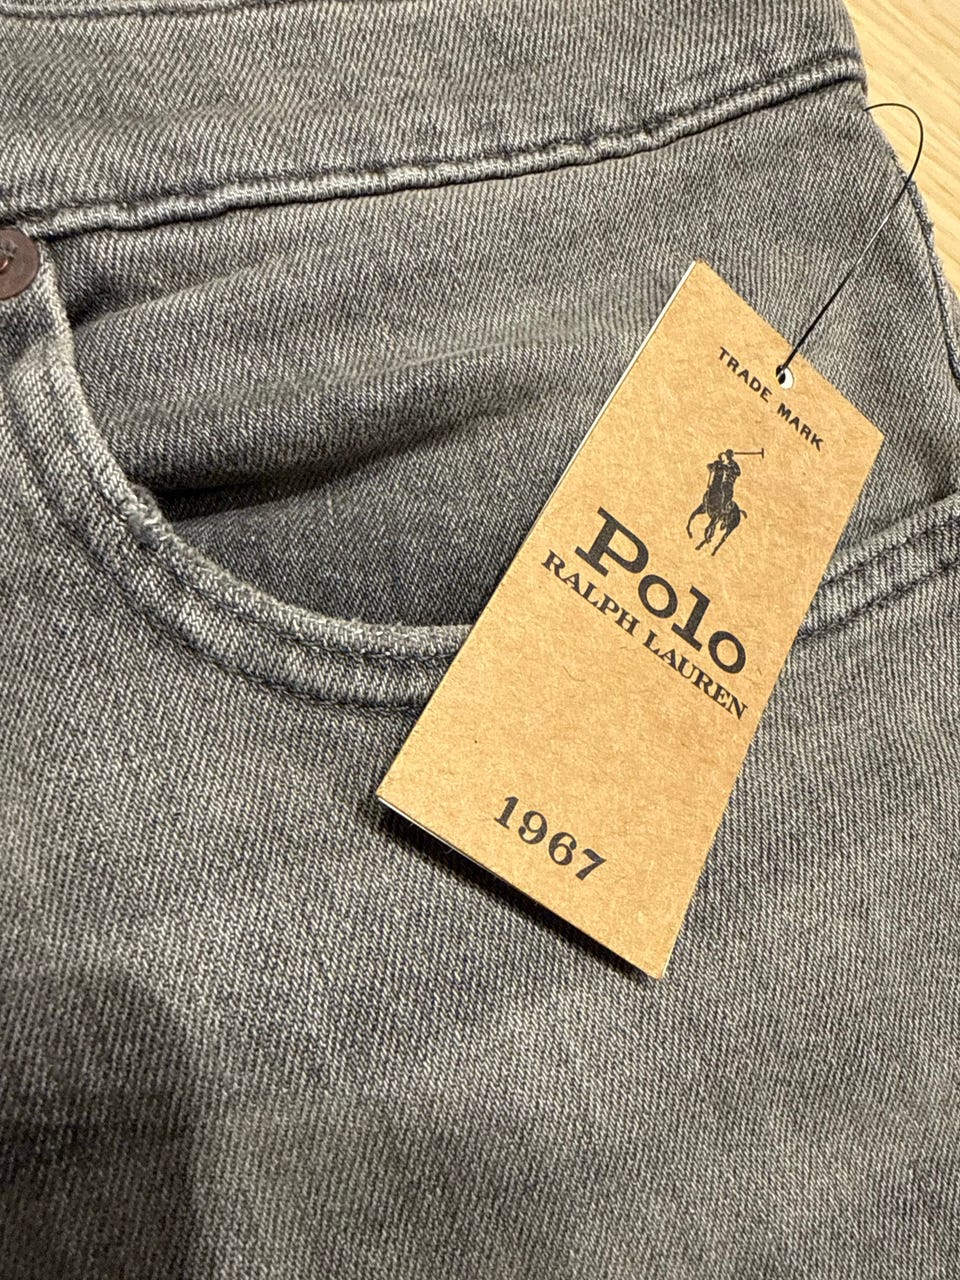 TRADE MARK
Polo
RALPH LAUREN
1967